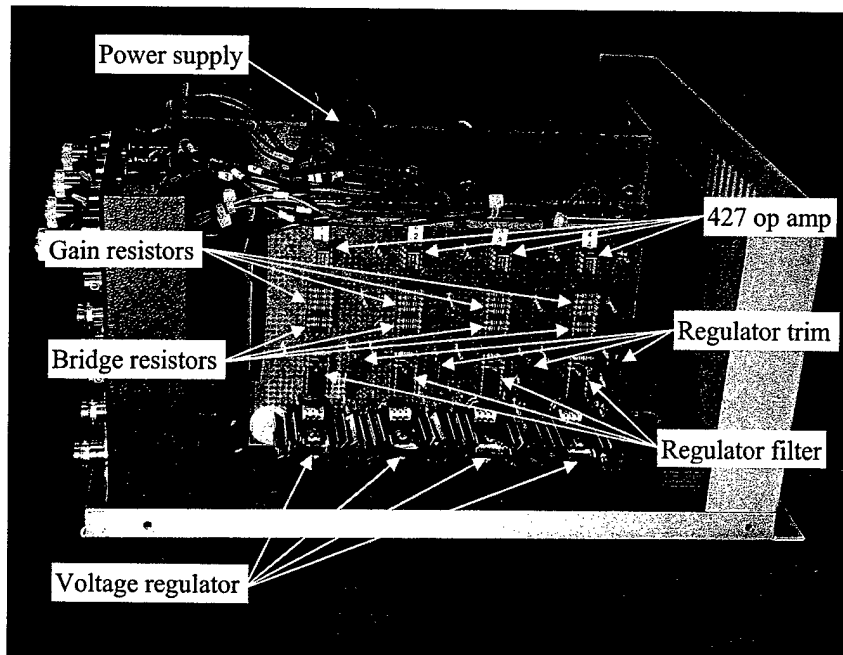 Power supply
427 op amp
Gain resistors
Regulator trim
Bridge resistors
Regulator filter
Voltage regulator